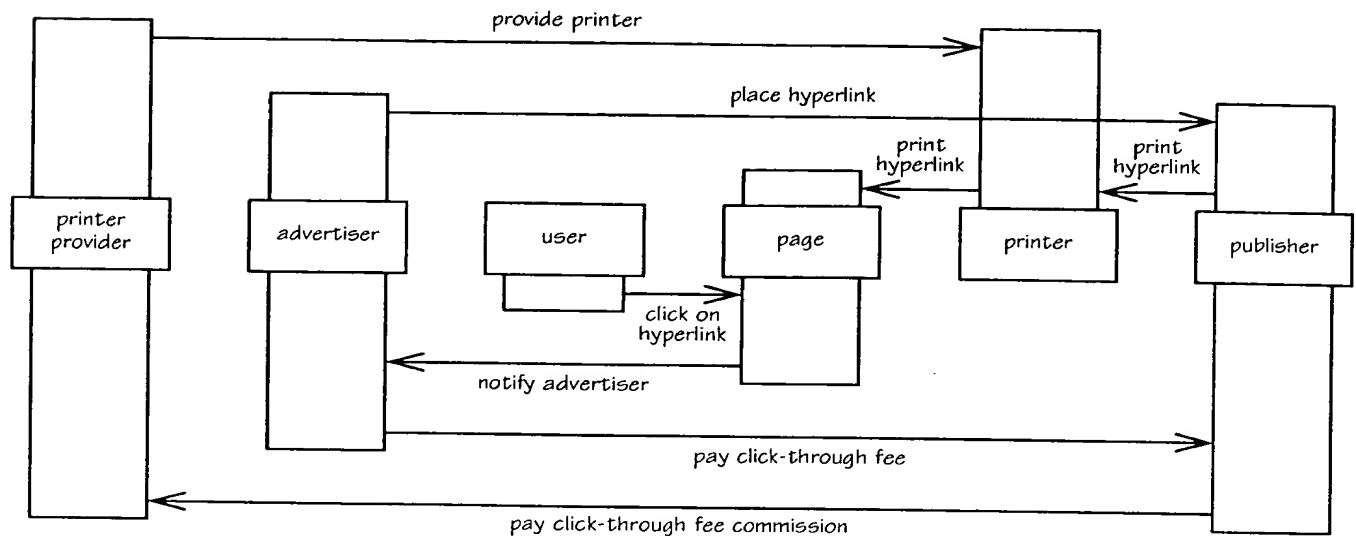 provide printer
place hyperlink
print
hyperlink
print
hyperlink
printer
provider
advertiser
user
page
printer
publisher
click on
hyperlink
notify advertiser
pay click-through fee
pay click-through fee commission